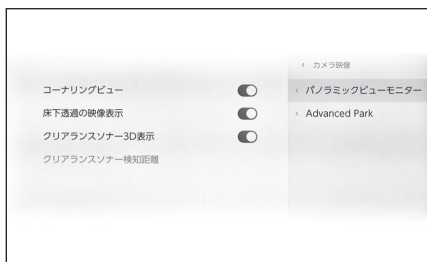 コーナリングビュー
床下透過の映像表示
クリアランスソナー3D表示
クリアランスソナー検知距離
カメラ映像
パノラミックビューモニター
Advanced Park